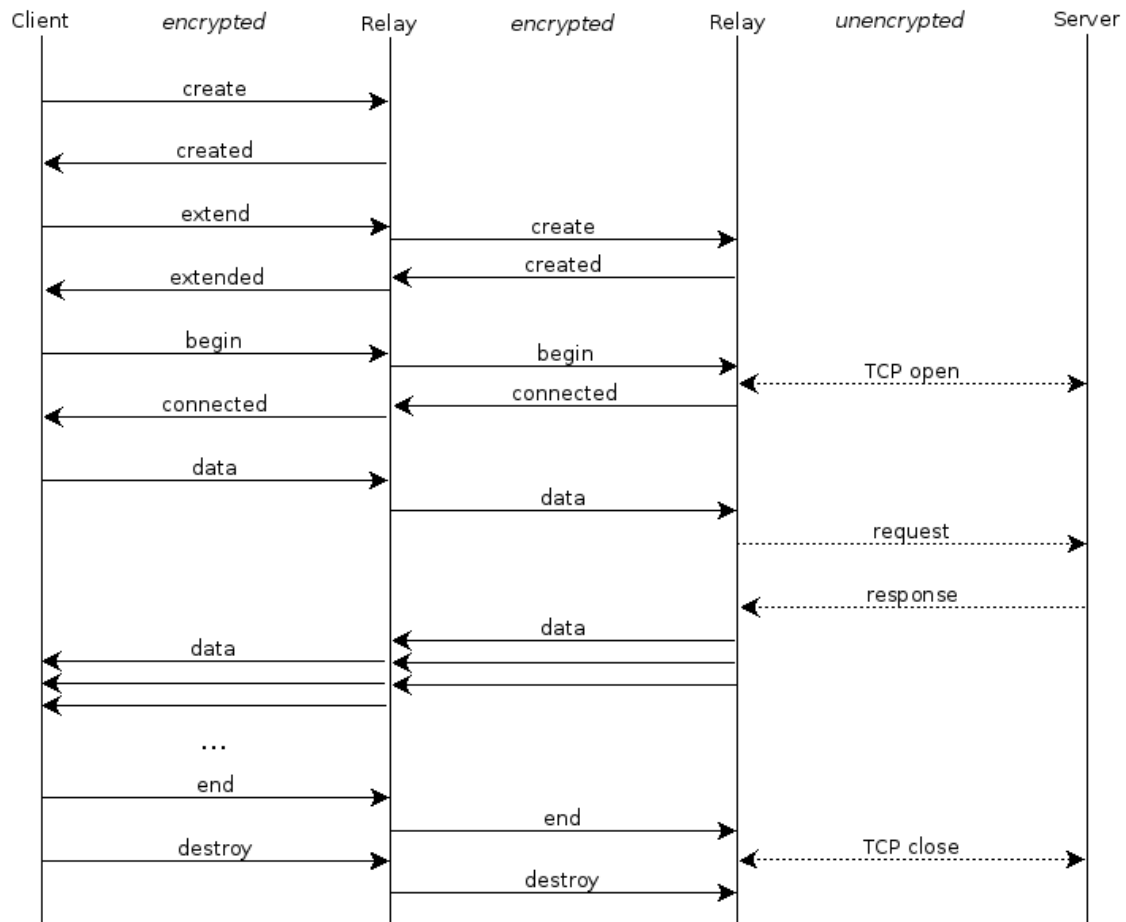 Client encrypted Relay encrypted Relay unencrypted Server
create
created
extend
create
created
extended
begin
begin
TCP open
connected
connected
data
data
request
response
data
data
...
end
end
destroy
TCP close
destroy